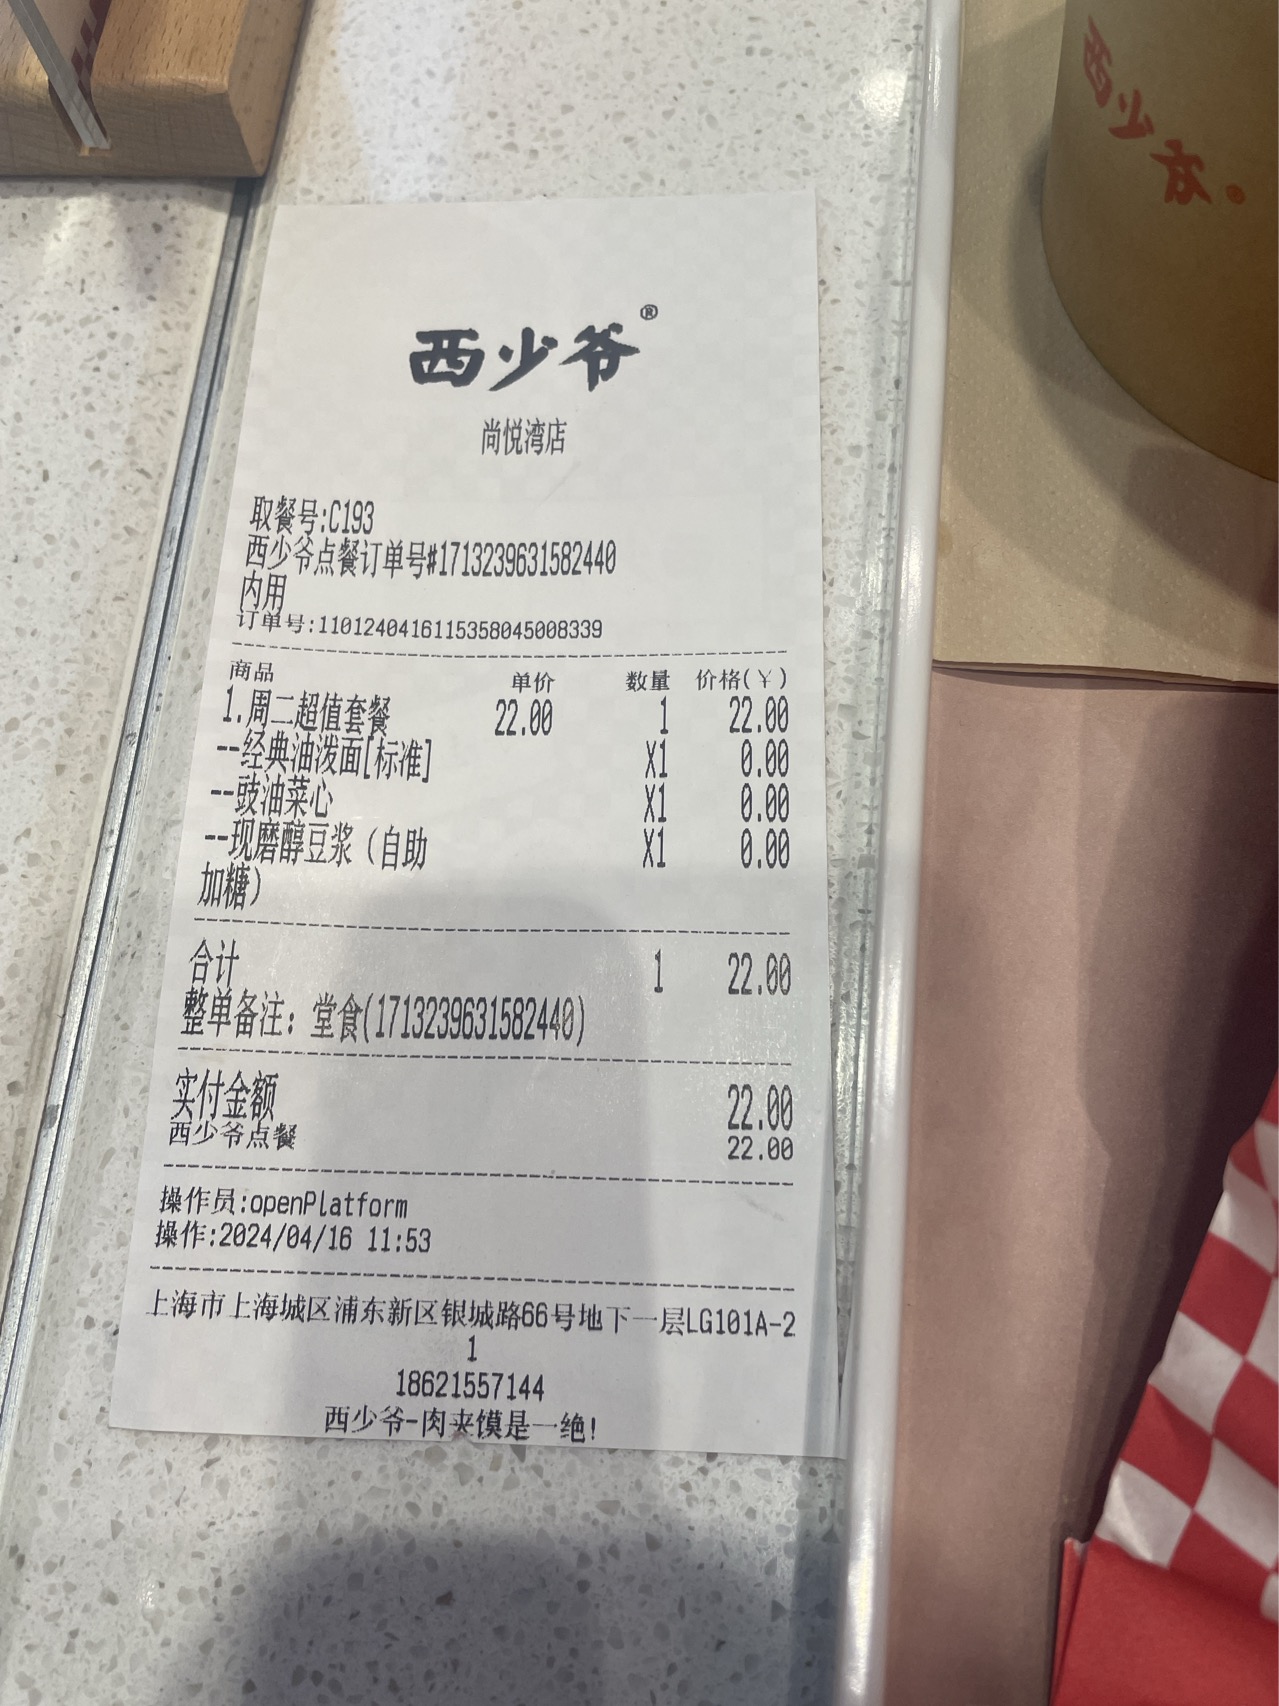 西少爷®
尚悦湾店
取餐号:C193
西少爷点餐订单号#1713239631582440
内用
订单号:11012404161153580450​08339
商品 单价 数量 价格(￥)
1.周二超值套餐 22.00 1 22.00
--经典油泼面[标准] X1 0.00
--豉油菜心 X1 0.00
--现磨醇豆浆（自助 X1 0.00
加糖）
合计 1 22.00
整单备注：堂食(1713239631582440)
实付金额 22.00
西少爷点餐 22.00
操作员:openPlatform
操作:2024/04/16 11:53
上海市上海城区浦东新区银城路66号地下一层LG101A-2
1
18621557144
西少爷-肉夹馍是一绝!
西少爷